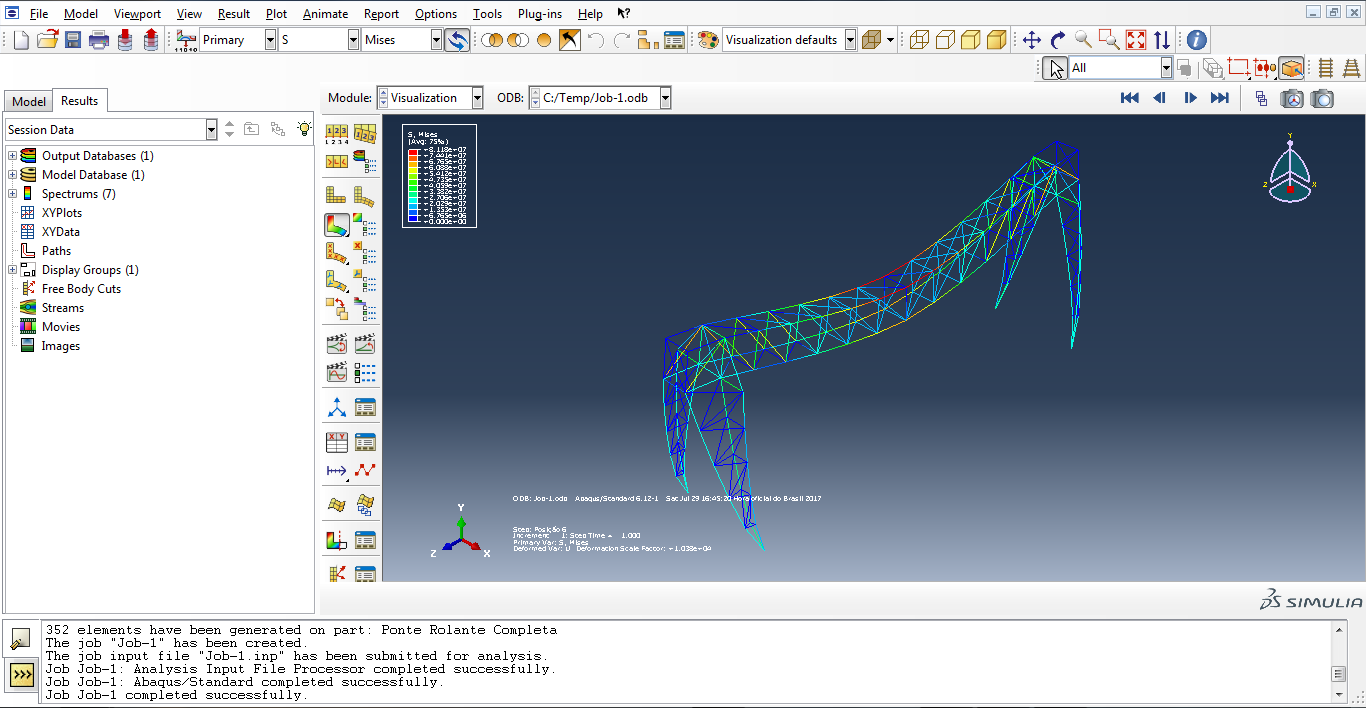 File Model Viewport View Result Plot Animate Report Options Tools Plug-ins Help
Primary S Mises Visualization defaults
All
Model Results
Module: Visualization ODB: C:/Temp/Job-1.odb
Session Data
Output Databases (1)
Model Database (1)
Spectrums (7)
XYPlots
XYData
Paths
Display Groups (1)
Free Body Cuts
Streams
Movies
Images
S, Mises
(Avg: 75%)
+8.118e+07
+7.441e+07
+6.765e+07
+6.088e+07
+5.412e+07
+4.735e+07
+4.059e+07
+3.382e+07
+2.706e+07
+2.029e+07
+1.353e+07
+6.765e+06
+0.000e+00
Y
Z X
ODB: Job-1.odb Abaqus/Standard 6.12-1 Sat Jul 29 16:45:20 Hora oficial do Brasil 2017
Y
Z X
Step: Posição 6
Increment 1: Step Time = 1.000
Primary Var: S, Mises
Deformed Var: U Deformation Scale Factor: +1.038e+04
SIMULIA
352 elements have been generated on part: Ponte Rolante Completa
The job "Job-1" has been created.
The job input file "Job-1.inp" has been submitted for analysis.
Job Job-1: Analysis Input File Processor completed successfully.
Job Job-1: Abaqus/Standard completed successfully.
Job Job-1 completed successfully.